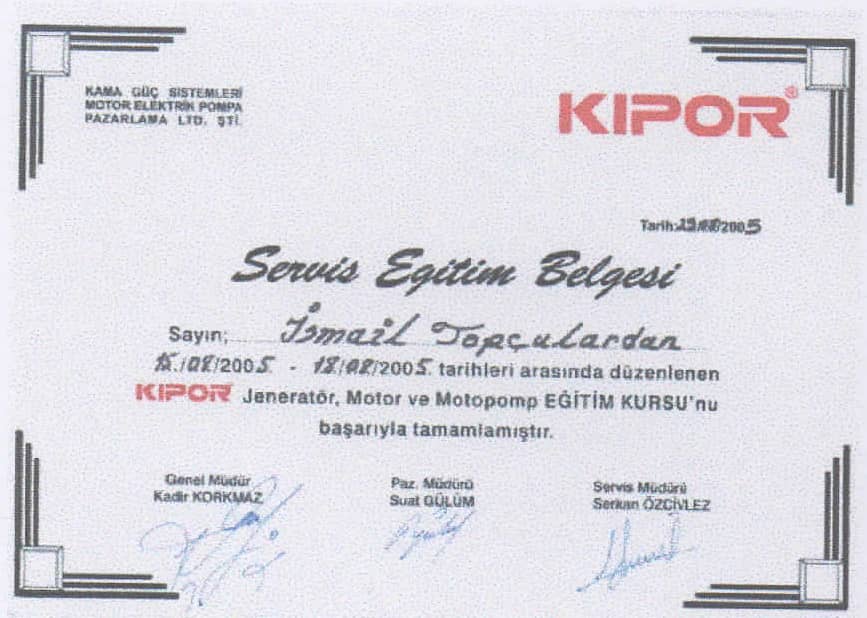 KAMA GÜÇ SİSTEMLERİ
MOTOR ELEKTRİK POMPA
PAZARLAMA LTD. ŞTİ.
KIPOR®
Tarih: /2005
Servis Egitim Belgesi
Sayın;..... İsmail Topçulardan
15./08/2005 - 18/08/2005 tarihleri arasında düzenlenen
KIPOR Jeneratör, Motor ve Motopomp EĞİTİM KURSU'nu
başarıyla tamamlamıştır.
Genel Müdür
Kadir KORKMAZ
Paz. Müdürü
Suat GÜLÜM
Servis Müdürü
Serkan ÖZCİVLEZ